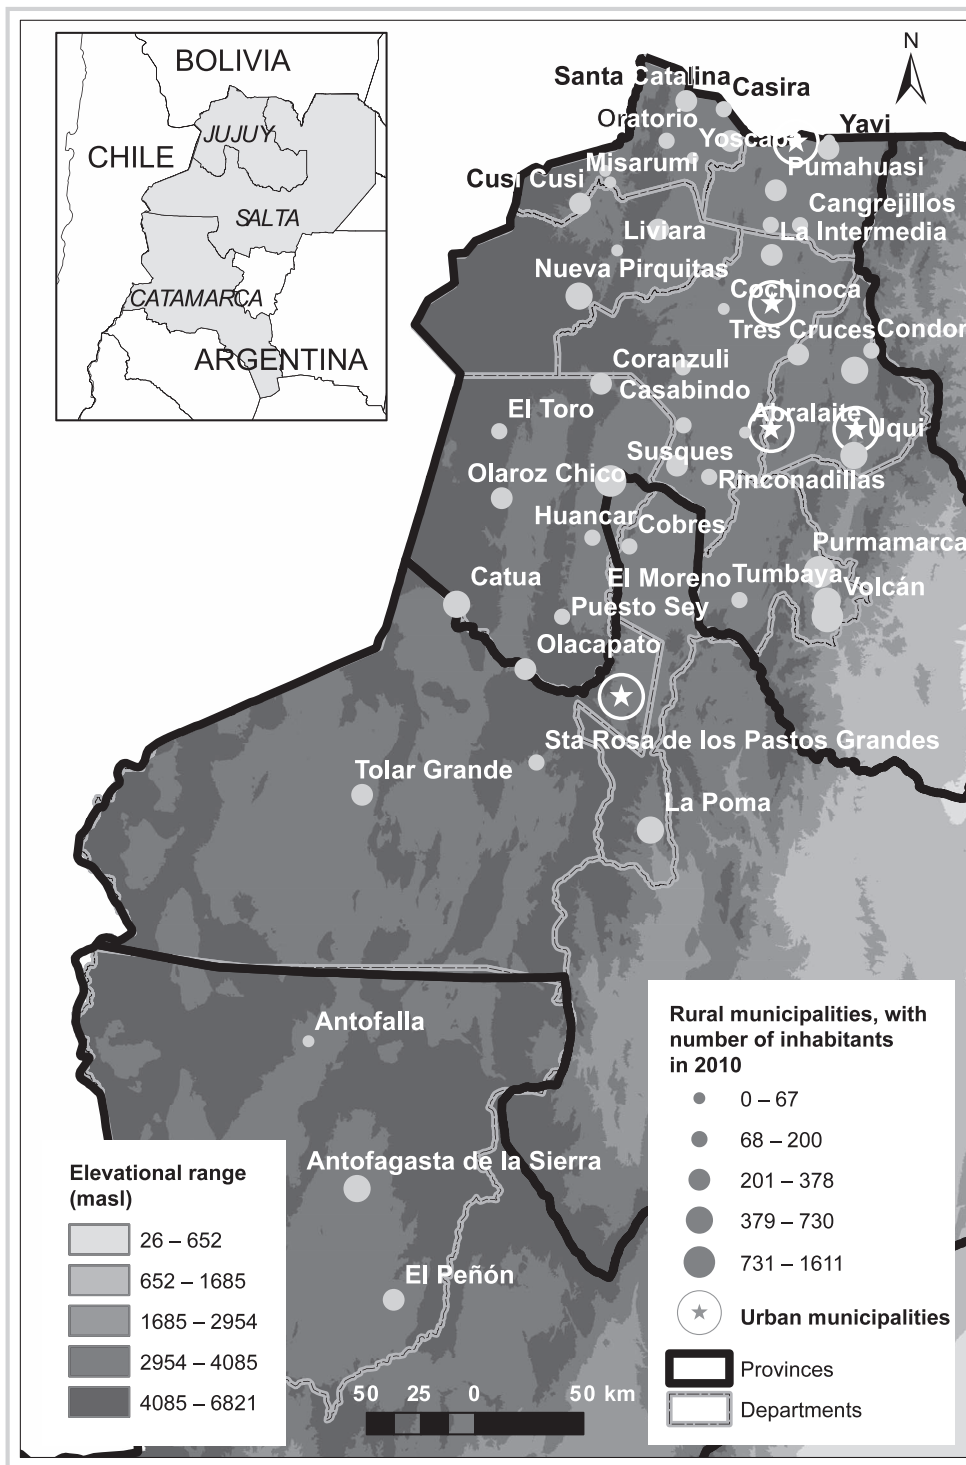 BOLIVIA
JUJUY
CHILE
SALTA
CATAMARCA
ARGENTINA
N
Santa Catalina
Casira
Oratorio
Yoscaba
Yavi
Misarumi
Pumahuasi
Cusi Cusi
Cangrejillos
Liviara
La Intermedia
Nueva Pirquitas
Cochinoca
Tres Cruces
Condor
Coranzuli
Casabindo
El Toro
Abralaite
Uqui
Susques
Olaroz Chico
Rinconadillas
Huancar
Cobres
Purmamarca
Catua
El Moreno
Tumbaya
Volcán
Puesto Sey
Olacapato
Sta Rosa de los Pastos Grandes
Tolar Grande
La Poma
Antofalla
Antofagasta de la Sierra
El Peñón
Elevational range
(masl)
26 – 652
652 – 1685
1685 – 2954
2954 – 4085
4085 – 6821
50 25 0 50 km
Rural municipalities, with
number of inhabitants
in 2010
0 – 67
68 – 200
201 – 378
379 – 730
731 – 1611
Urban municipalities
Provinces
Departments